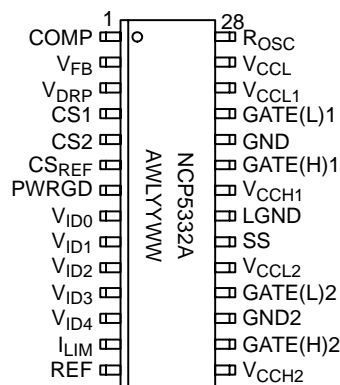 1 28
COMP R_OSC
V_FB V_CCL
V_DRP V_CCL1
CS1 GATE(L)1
CS2 GND
CS_REF GATE(H)1
PWRGD V_CCH1
V_ID0 LGND
V_ID1 SS
V_ID2 V_CCL2
V_ID3 GATE(L)2
V_ID4 GND2
I_LIM GATE(H)2
REF V_CCH2
NCP5332A
AWLYYWW